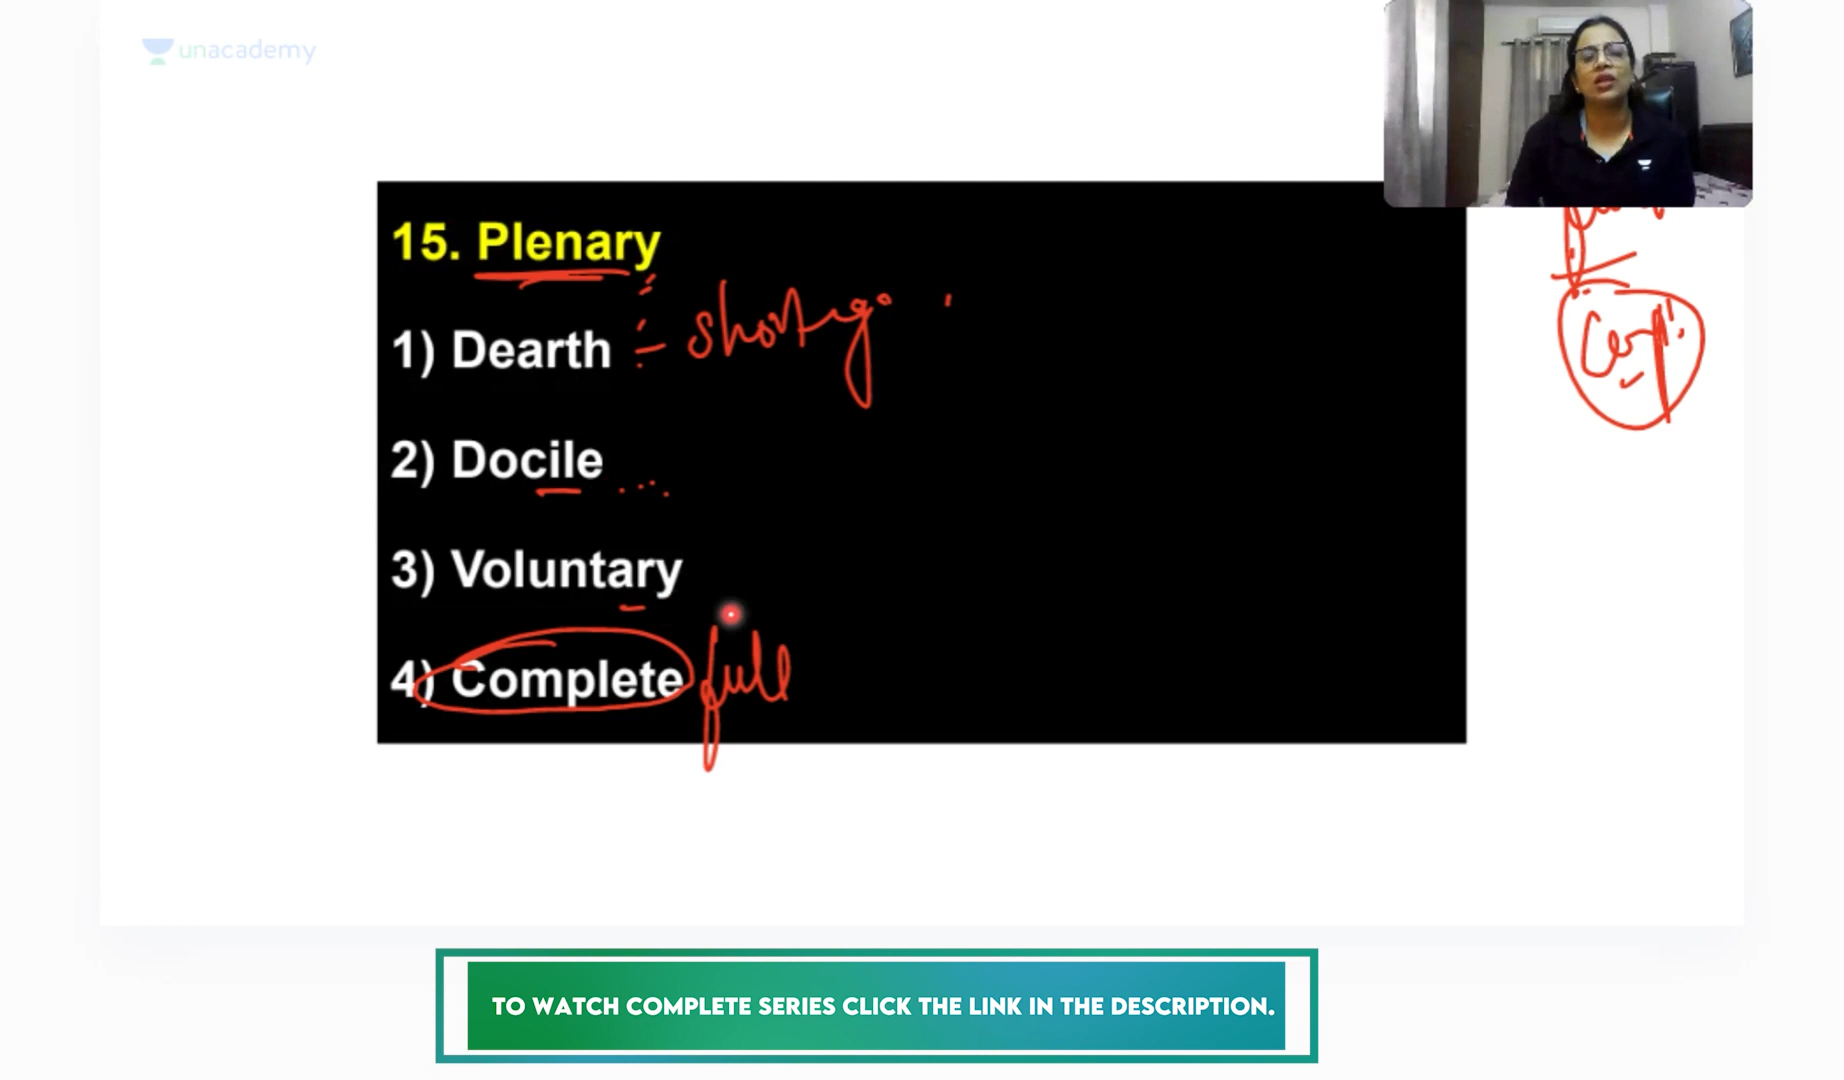 unacademy
15. Plenary
1) Dearth - shortage
2) Docile
3) Voluntary
4) Complete full
Comp.
TO WATCH COMPLETE SERIES CLICK THE LINK IN THE DESCRIPTION.